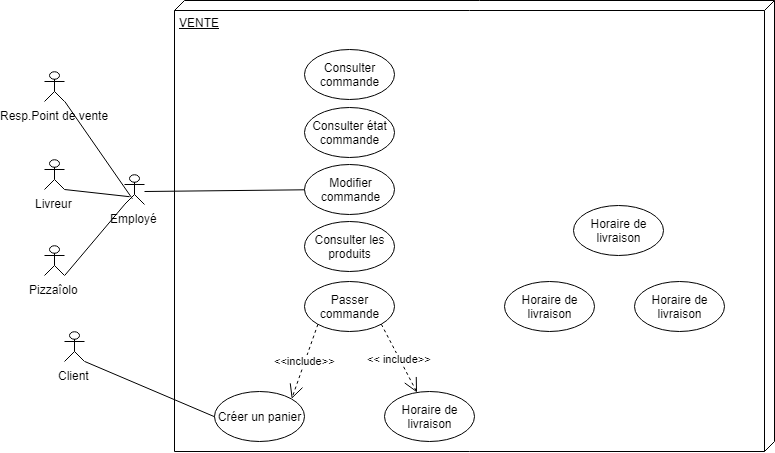 VENTE
Consulter
commande
Resp.Point de vente
Consulter état
commande
Livreur
Employé
Modifier
commande
Horaire de
livraison
Consulter les
produits
Pizzaîolo
Passer
commande
Horaire de
livraison
Horaire de
livraison
<<include>>
<< include>>
Client
Créer un panier
Horaire de
livraison